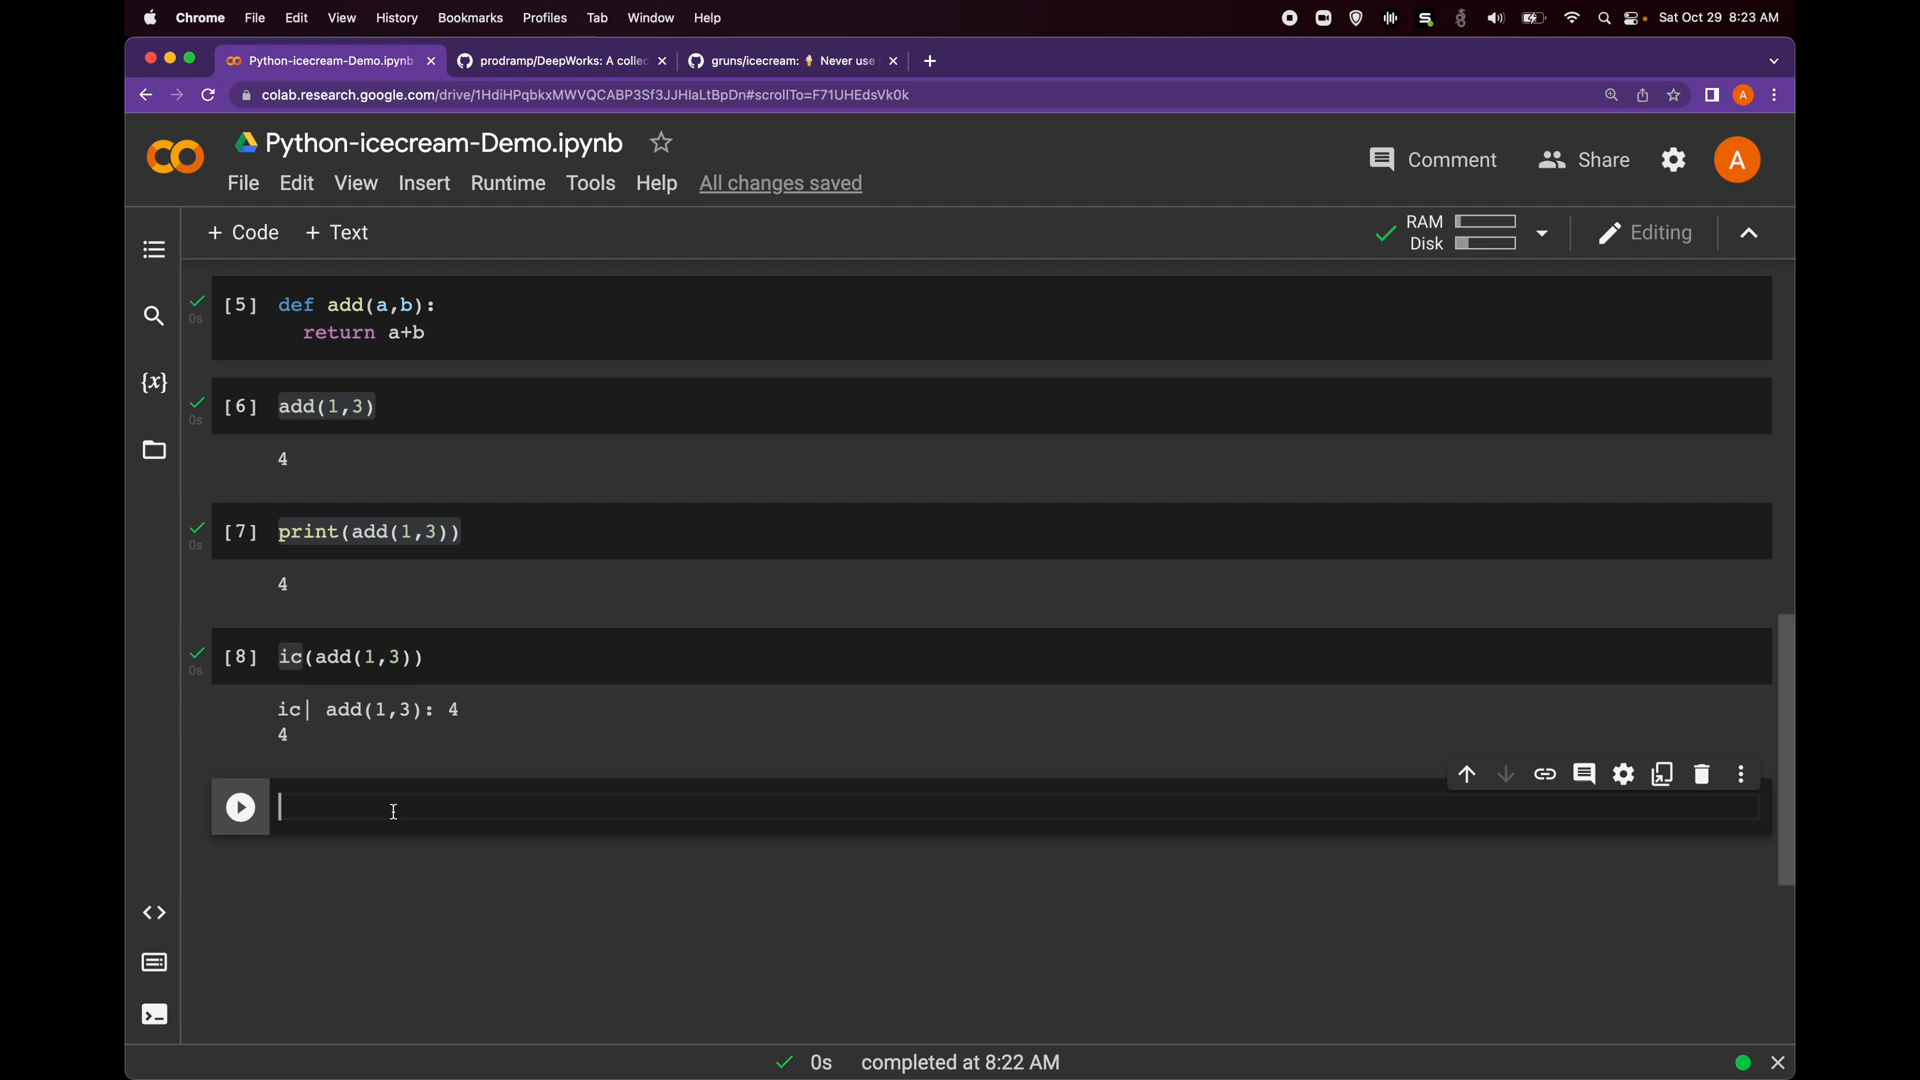 Chrome File Edit View History Bookmarks Profiles Tab Window Help
Sat Oct 29 8:23 AM
Python-icecream-Demo.ipynb
prodramp/DeepWorks: A collec
gruns/icecream: 🍦 Never use
colab.research.google.com/drive/1HdiHPqbkxMWVQCABP3Sf3JJHlaLtBpDn#scrollTo=F71UHEdsVk0k
Python-icecream-Demo.ipynb
Comment
Share
A
File Edit View Insert Runtime Tools Help All changes saved
+ Code + Text
RAM
Disk
Editing
[5] def add(a,b):
return a+b
0s
[6] add(1,3)
0s
4
[7] print(add(1,3))
0s
4
[8] ic(add(1,3))
0s
ic| add(1,3): 4
4
{x}
0s completed at 8:22 AM